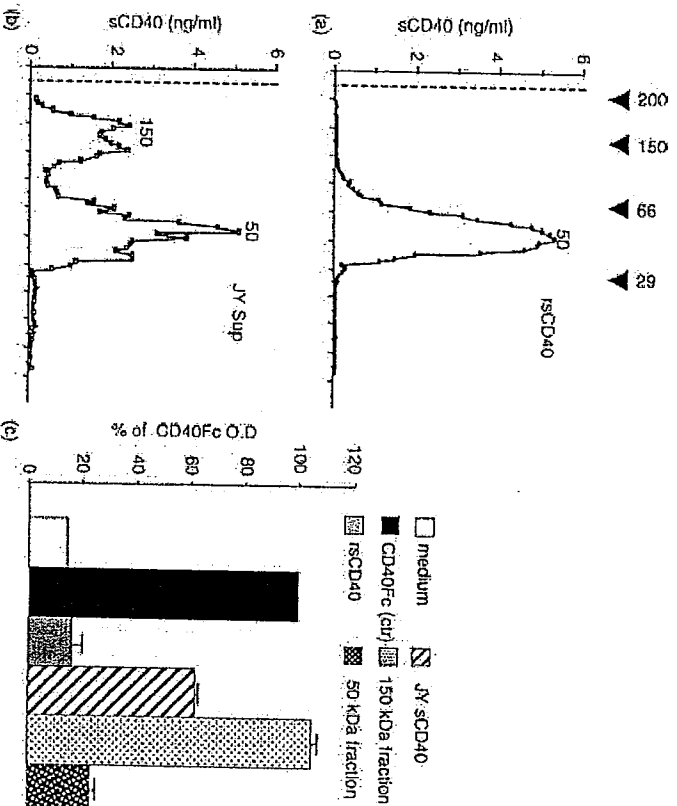 200 150 66 29
(a)
sCD40 (ng/ml)
6
4
2
0
50
rsCD40
(b)
sCD40 (ng/ml)
6
4
2
0
150
50
JY Sup
(c)
% of CD40Fc O.D
120
100
80
60
40
20
0
medium
CD40Fc (ctr)
rsCD40
JY sCD40
150 kDa fraction
50 kDa fraction